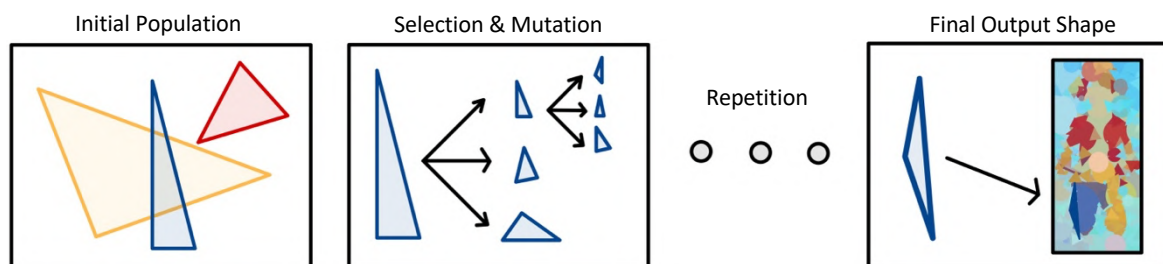 Initial Population
Selection & Mutation
Repetition
Final Output Shape